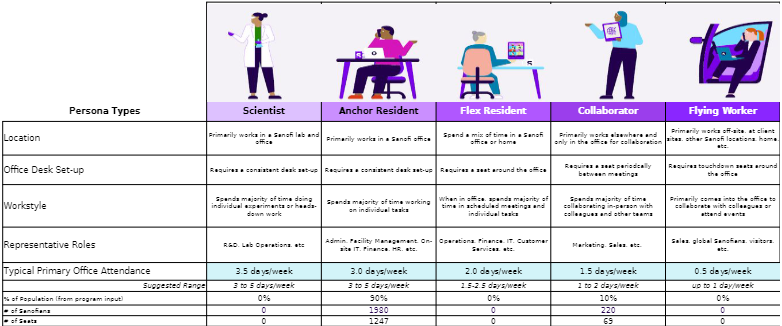 Persona Types Scientist Anchor Resident Flex Resident Collaborator Flying Worker
Location
Primarily works in a Sanofi lab and
office
Primarily works in a Sanofi office
Spend a mix of time in a Sanofi
office or home
Primarily works elsewhere and
only in the office for collaboration
Primarily works off-site, at client
sites, other Sanofi locations, home,
etc.
Office Desk Set-up
Requires a consistent desk set-up
Requires a consistent desk set-up
Requires a seat around the office
Requires a seat periodically
between meetings
Requires touchdown seats around
the office
Workstyle
Spends majority of time doing
individual experiments or heads-
down work
Spends majority of time working
on individual tasks
When in office, spends majority of
time in scheduled meetings and
individual tasks
Spends majority of time
collaborating in-person with
colleagues and other teams
Primarily comes into the office to
collaborate with colleagues or
attend events
Representative Roles
R&D, Lab Operations, etc
Admin, Facility Management, On-
site IT, Finance, HR, etc.
Operations, Finance, IT, Customer
Services, etc.
Marketing, Sales, etc.
Sales, global Sanofians, visitors,
etc.
Typical Primary Office Attendance 3.5 days/week 3.0 days/week 2.0 days/week 1.5 days/week 0.5 days/week
Suggested Range 3 to 5 days/week 3 to 5 days/week 1.5-2.5 days/week 1 to 2 days/week up to 1 day/week
% of Population (from program input) 0% 90% 0% 10% 0%
# of Sanofians 0 1980 0 220 0
# of Seats 0 1247 0 69 0